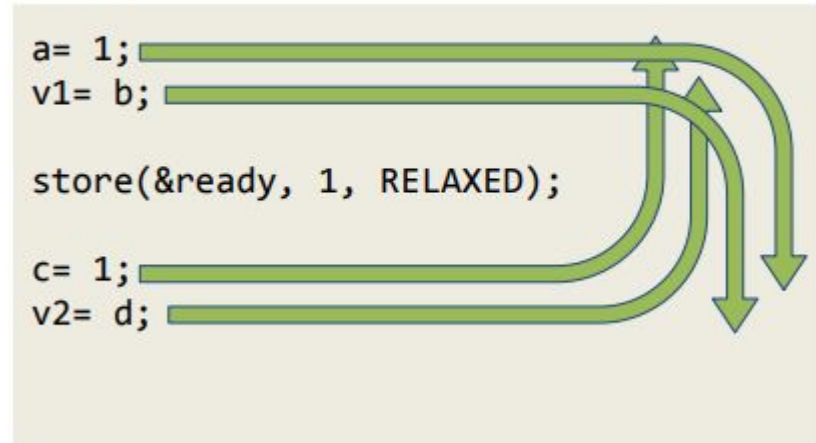 a= 1;
v1= b;
store(&ready, 1, RELAXED);
c= 1;
v2= d;